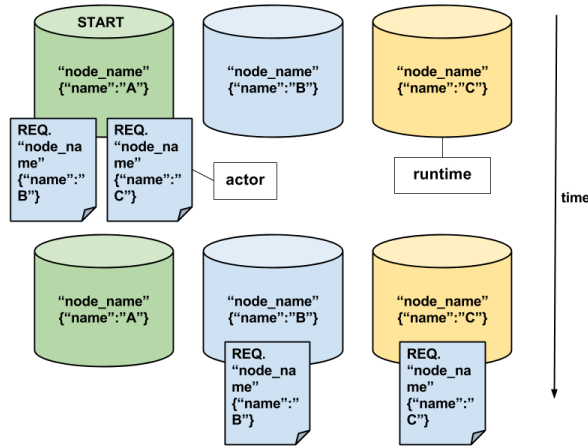 START
“node_name”
{“name”:”A”}
“node_name”
{“name”:”B”}
“node_name”
{“name”:”C”}
REQ.
“node_na
me”
{“name”:”
B”}
REQ.
“node_na
me”
{“name”:”
C”}
actor
runtime
time
“node_name”
{“name”:”A”}
“node_name”
{“name”:”B”}
“node_name”
{“name”:”C”}
REQ.
“node_na
me”
{“name”:”
B”}
REQ.
“node_na
me”
{“name”:”
C”}